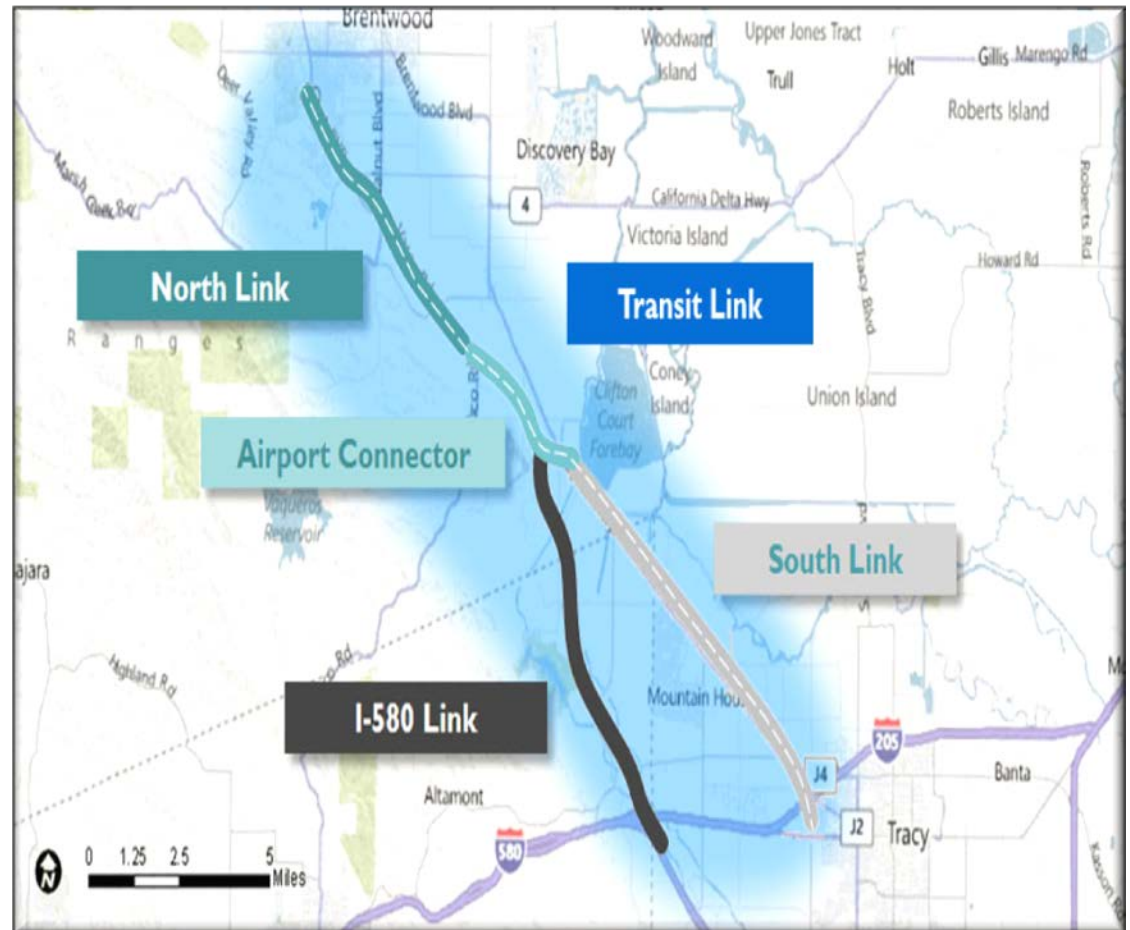 Brentwood
Woodward
Island
Upper Jones Tract
Trull
Holt
Gillis
Marengo Rd
Roberts Island
Deer Valley Rd
Brentwood Blvd
Discovery Bay
4
California Delta Hwy
Victoria Island
Roberts Rd
Marsh Creek
North Link
Transit Link
Howard Rd
Tracy Blvd
Ranges
Coney
Island
Clifton
Court
Forebay
Union Island
Airport Connector
Vaqueros
Reservoir
South Link
ajara
Highland Rd
I-580 Link
Mountain Hou
205
J4
Banta
Altamont
J2
Tracy
580
Kasson Rd
N
0 1.25 2.5 5
Miles